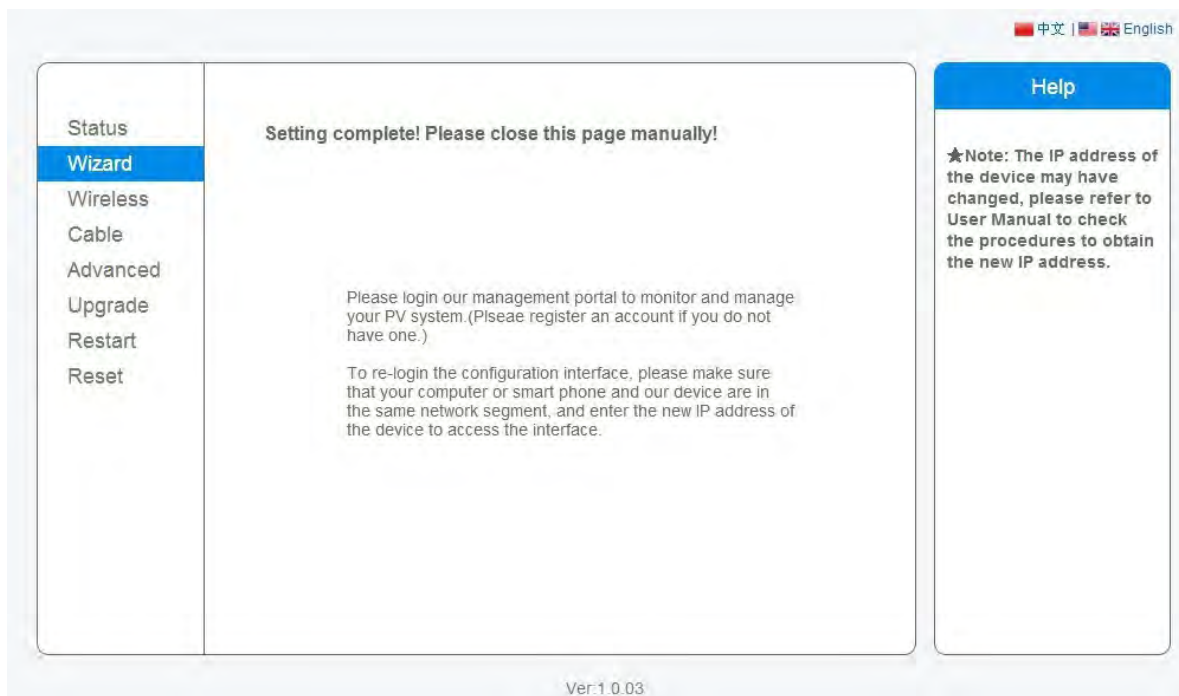 中文 | English
Status
Wizard
Wireless
Cable
Advanced
Upgrade
Restart
Reset
Setting complete! Please close this page manually!
Please login our management portal to monitor and manage
your PV system.(Plseae register an account if you do not
have one.)
To re-login the configuration interface, please make sure
that your computer or smart phone and our device are in
the same network segment, and enter the new IP address of
the device to access the interface.
Help
★Note: The IP address of
the device may have
changed, please refer to
User Manual to check
the procedures to obtain
the new IP address.
Ver:1.0.03